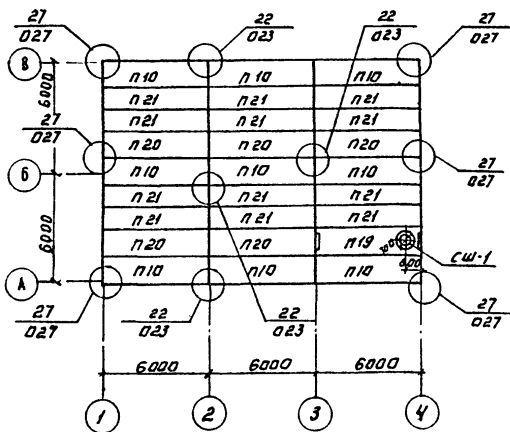 27 22 22 27
027 023 023 027
В
п10 п10 п10
6000
п21 п21 п21
п21 п21 п21
27
027
п20 п20 п20
27
027
Б
п10 п10 п10
п21 п21 п21
6000
п21 п21 п21
п20 п20 п19
СШ-1
600
А
п10 п10 п10
27 22 22 27
027 023 023 027
6000 6000 6000
1 2 3 4